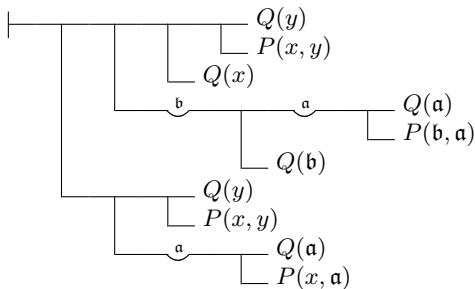 Q(y)
P(x, y)
Q(x)
𝔟 𝔞 Q(𝔞)
P(𝔟, 𝔞)
Q(𝔟)
Q(y)
P(x, y)
𝔞 Q(𝔞)
P(x, 𝔞)